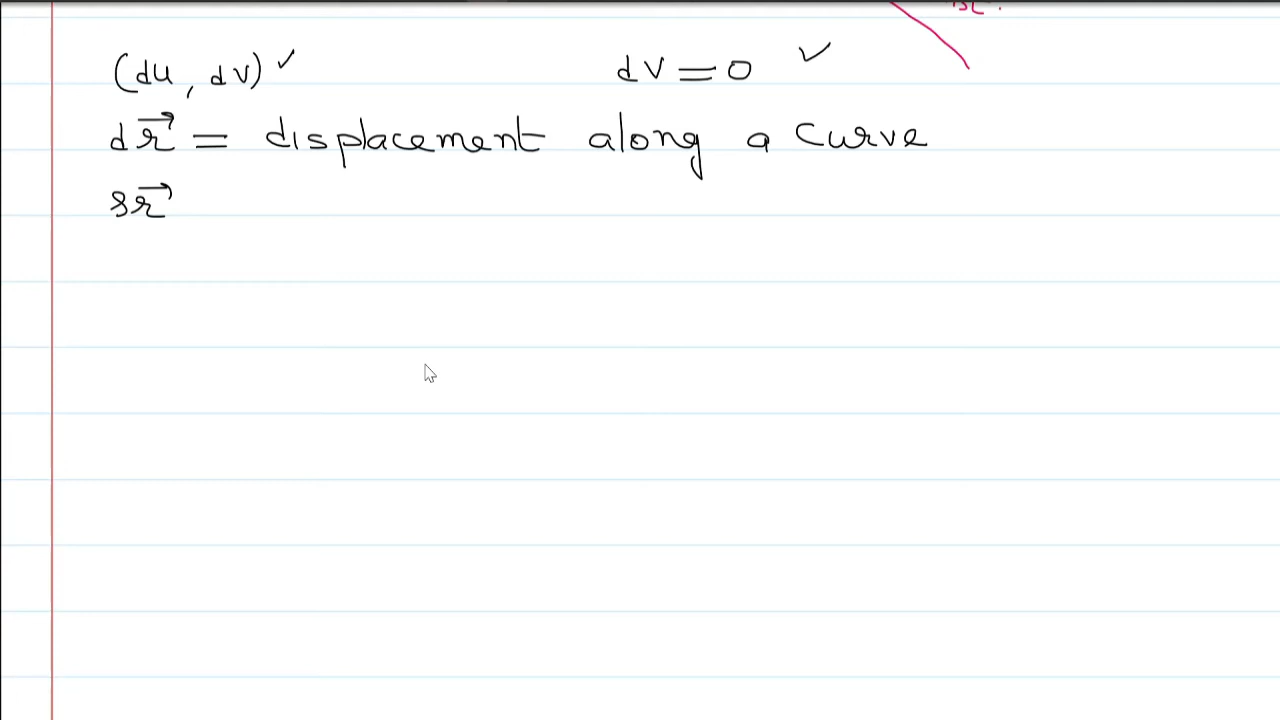 (du, dv) ✓ dv = 0 ✓
d𝑟⃗ = displacement along a curve
δ𝑟⃗